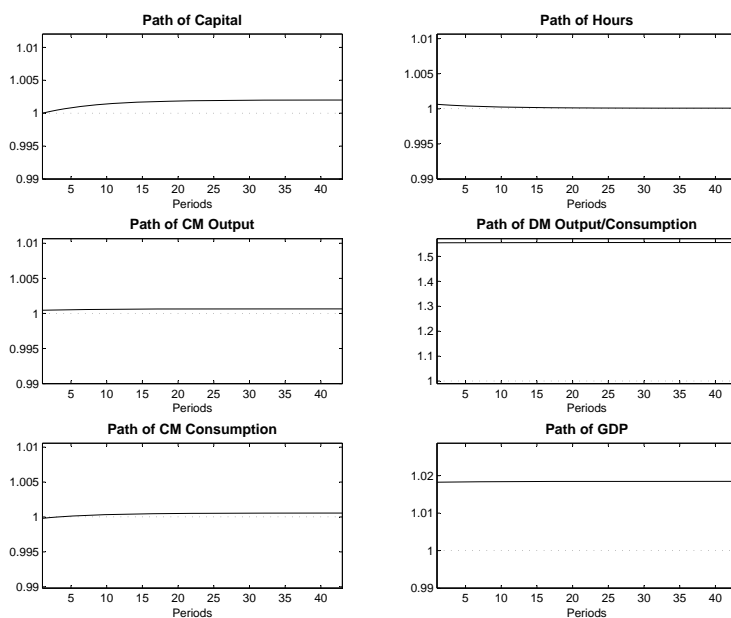 Path of Capital
1.01
1.005
1
0.995
0.99
5 10 15 20 25 30 35 40
Periods
Path of Hours
1.01
1.005
1
0.995
0.99
5 10 15 20 25 30 35 40
Periods
Path of CM Output
1.01
1.005
1
0.995
0.99
5 10 15 20 25 30 35 40
Periods
Path of DM Output/Consumption
1.5
1.4
1.3
1.2
1.1
1
5 10 15 20 25 30 35 40
Periods
Path of CM Consumption
1.01
1.005
1
0.995
0.99
5 10 15 20 25 30 35 40
Periods
Path of GDP
1.02
1.01
1
0.99
5 10 15 20 25 30 35 40
Periods